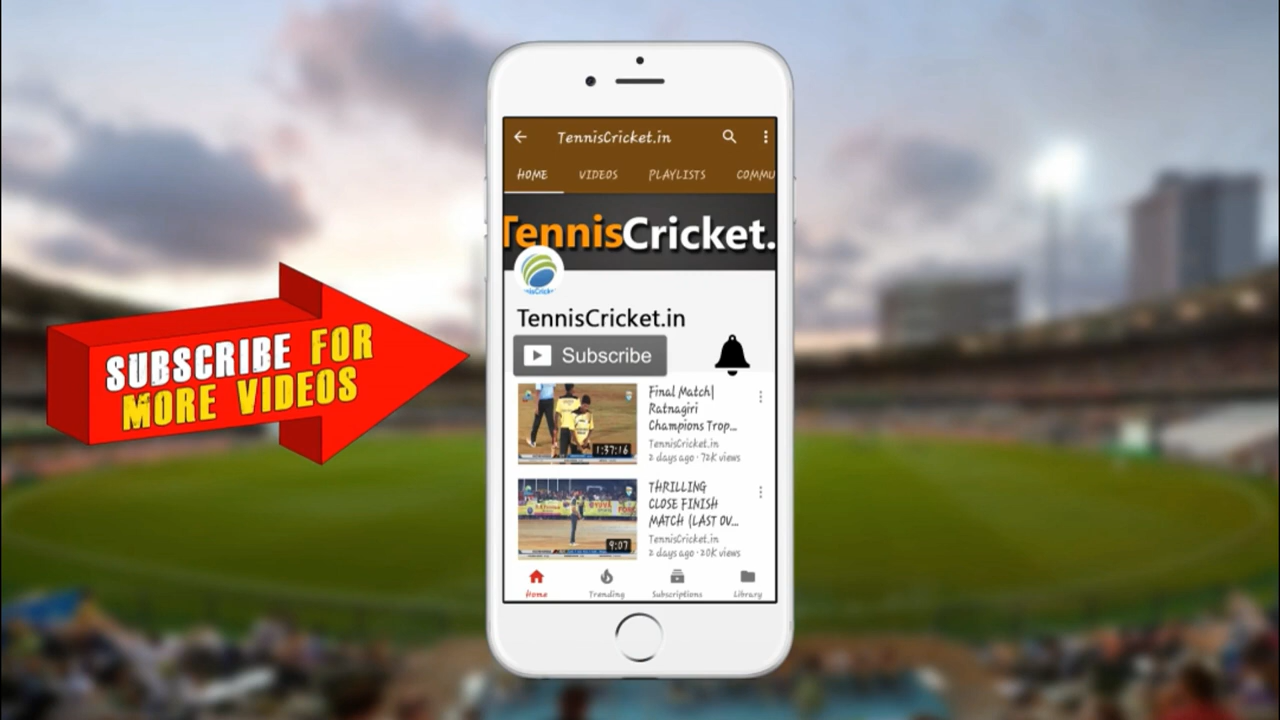 SUBSCRIBE FOR
MORE VIDEOS
TennisCricket.in
HOME VIDEOS PLAYLISTS COMMU
TennisCricket.
TennisCricket.in
Subscribe
Final Match|
Ratnagiri
Champions Trop...
TennisCricket.in
2 days ago · 72K views
1:37:16
THRILLING
CLOSE FINISH
MATCH (LAST OV...
TennisCricket.in
2 days ago · 20K views
9:07
Home Trending Subscriptions Library